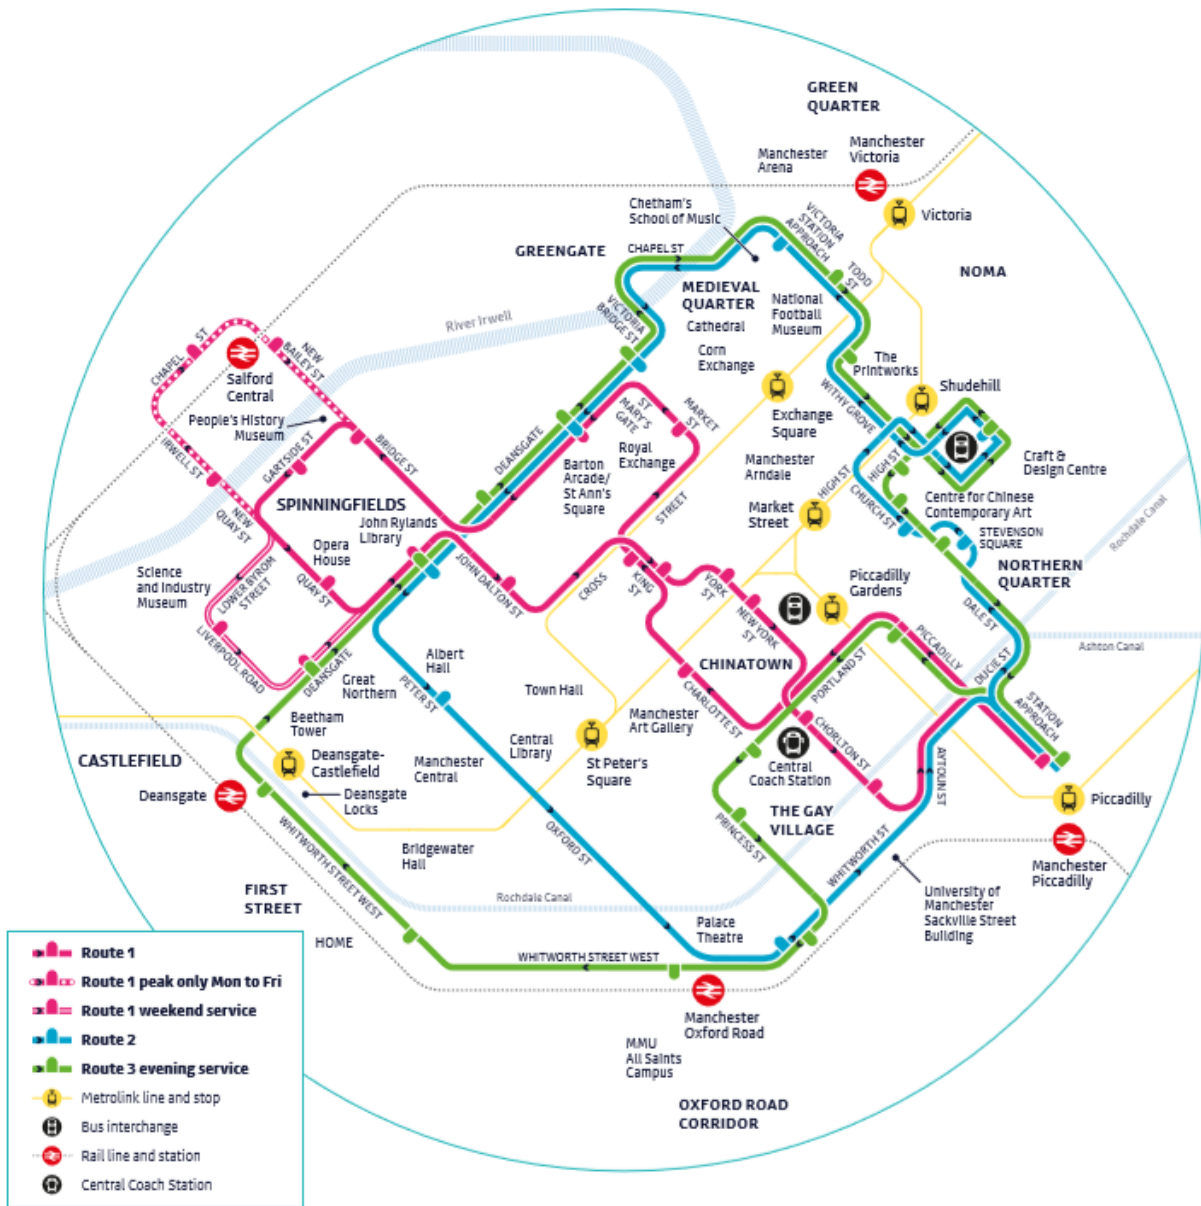 GREEN
QUARTER
Manchester
Victoria
Manchester
Arena
Victoria
Chetham's
School of Music
VICTORIA
STATION
APPROACH
GREENGATE
CHAPEL ST
TODD
ST
NOMA
MEDIEVAL
QUARTER
National
Football
Museum
VICTORIA
BRIDGE ST
River Irwell
Cathedral
Corn
Exchange
The
Printworks
CHAPEL ST
NEW
BAILEY ST
Salford
Central
People's History
Museum
Shudehill
WITHY GROVE
Exchange
Square
ST
MARY'S
GATE
MARKET
ST
Royal
Exchange
BRIDGE ST
GARTSIDE ST
DEANSGATE
IRWELL ST
Barton
Arcade/
St Ann's
Square
Manchester
Arndale
HIGH ST
HIGH ST
Craft &
Design Centre
SPINNINGFIELDS
John Rylands
Library
STREET
Market
Street
CHURCH ST
Centre for Chinese
Contemporary Art
STEVENSON
SQUARE
Rochdale Canal
NEW
QUAY ST
Opera
House
NORTHERN
QUARTER
Science
and Industry
Museum
LOWER BYROM
STREET
QUAY ST
JOHN DALTON ST
CROSS
KING
ST
YORK
ST
NEW YORK
ST
Piccadilly
Gardens
DALE ST
LIVERPOOL ROAD
DEANSGATE
Great
Northern
Albert
Hall
PETER ST
Town Hall
CHINATOWN
PORTLAND ST
PICCADILLY
DUCIE ST
Ashton Canal
CHARLOTTE ST
STATION
APPROACH
Beetham
Tower
Manchester
Art Gallery
CHORLTON ST
CASTLEFIELD
Deansgate-
Castlefield
Manchester
Central
Central
Library
St Peter's
Square
Central
Coach Station
AYTOUN ST
Deansgate
Deansgate
Locks
THE GAY
VILLAGE
Piccadilly
WHITWORTH STREET WEST
Bridgewater
Hall
OXFORD ST
PRINCESS ST
WHITWORTH ST
Manchester
Piccadilly
FIRST
STREET
Rochdale Canal
University of
Manchester
Sackville Street
Building
HOME
Palace
Theatre
WHITWORTH STREET WEST
Manchester
Oxford Road
MMU
All Saints
Campus
OXFORD ROAD
CORRIDOR
Route 1
Route 1 peak only Mon to Fri
Route 1 weekend service
Route 2
Route 3 evening service
Metrolink line and stop
Bus interchange
Rail line and station
Central Coach Station